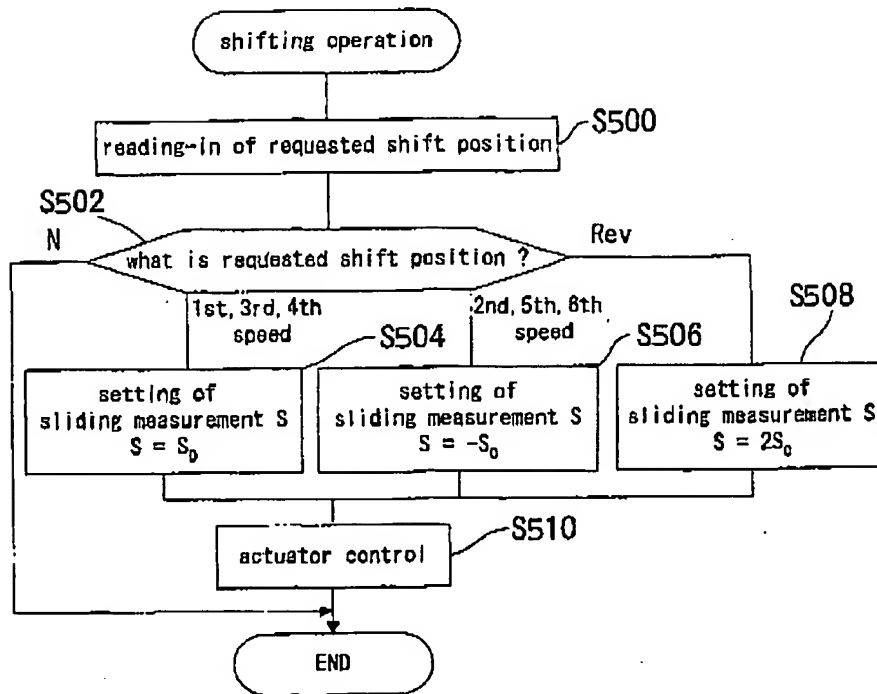 shifting operation
reading-in of requested shift position
S500
S502
N
what is requested shift position ?
Rev
1st, 3rd, 4th
speed
2nd, 5th, 6th
speed
S504
S506
S508
setting of
sliding measurement S
S = S₀
setting of
sliding measurement S
S = -S₀
setting of
sliding measurement S
S = 2S₀
actuator control
S510
END